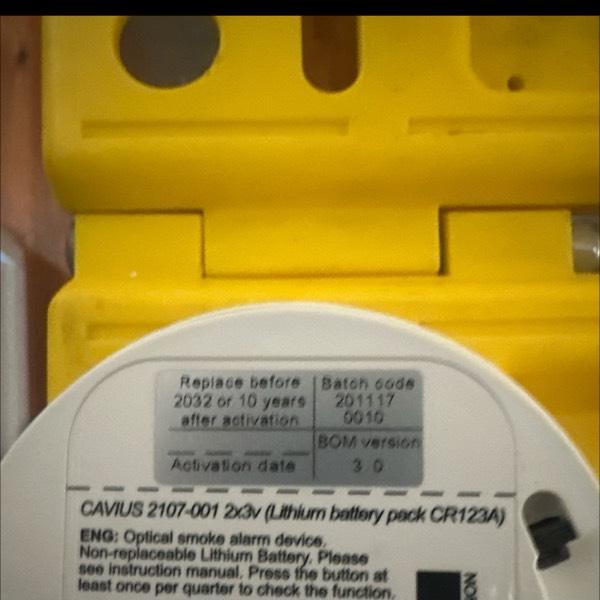 Replace before
2032 or 10 years
after activation
Activation date
Batch code
201117
0010
BOM version
3.0
CAVIUS 2107-001 2x3v (Lithium battery pack CR123A)
ENG: Optical smoke alarm device.
Non-replaceable Lithium Battery. Please
see instruction manual. Press the button at
least once per quarter to check the function.
ON